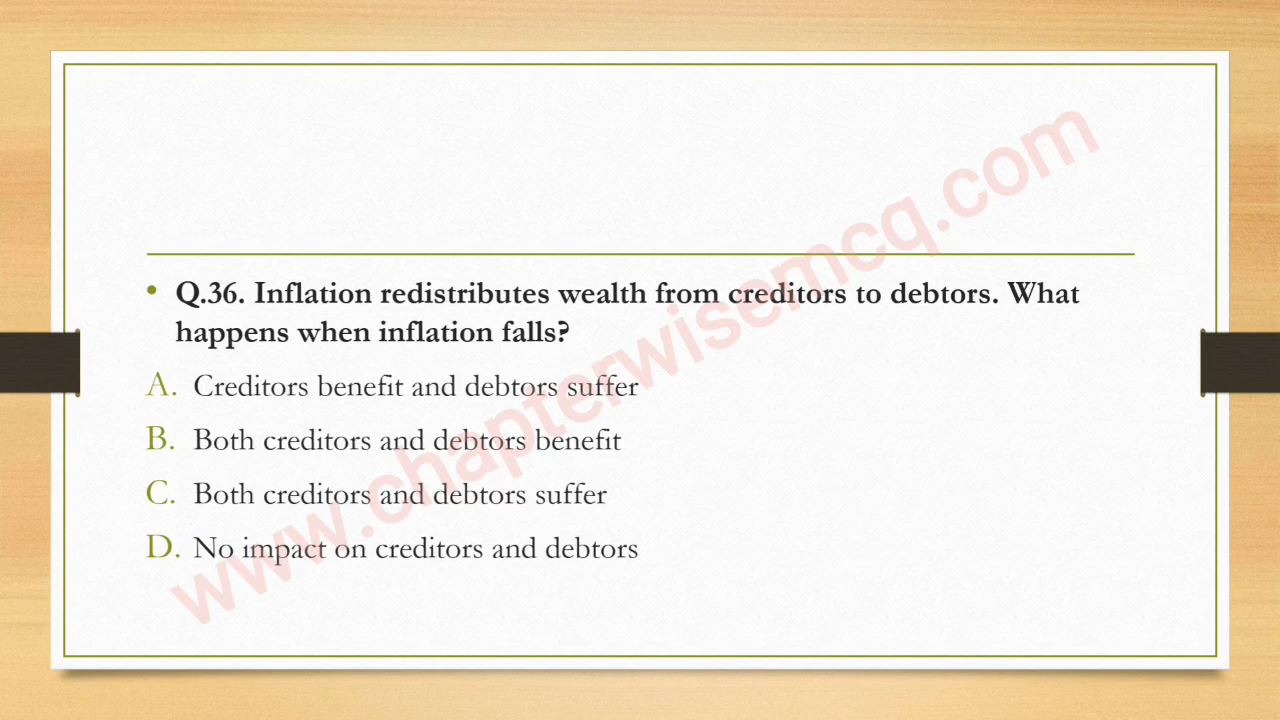 • Q.36. Inflation redistributes wealth from creditors to debtors. What
happens when inflation falls?
A. Creditors benefit and debtors suffer
B. Both creditors and debtors benefit
C. Both creditors and debtors suffer
D. No impact on creditors and debtors
www.chapterwisemcq.com